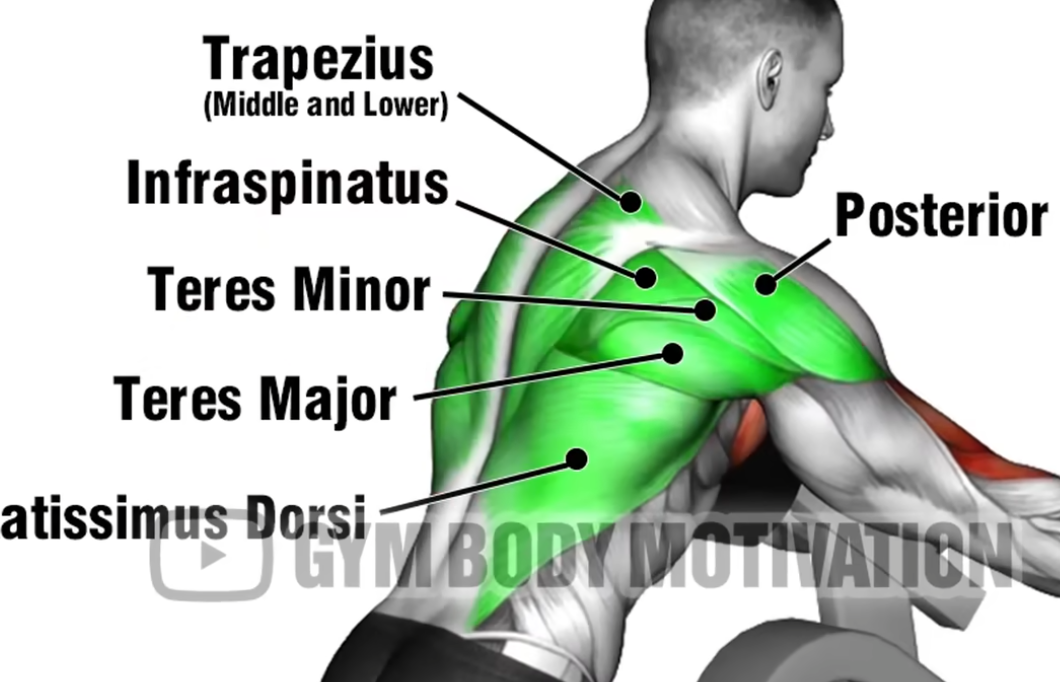 Trapezius
(Middle and Lower)
Infraspinatus
Posterior
Teres Minor
Teres Major
atissimus Dorsi
GYM BODY MOTIVATION